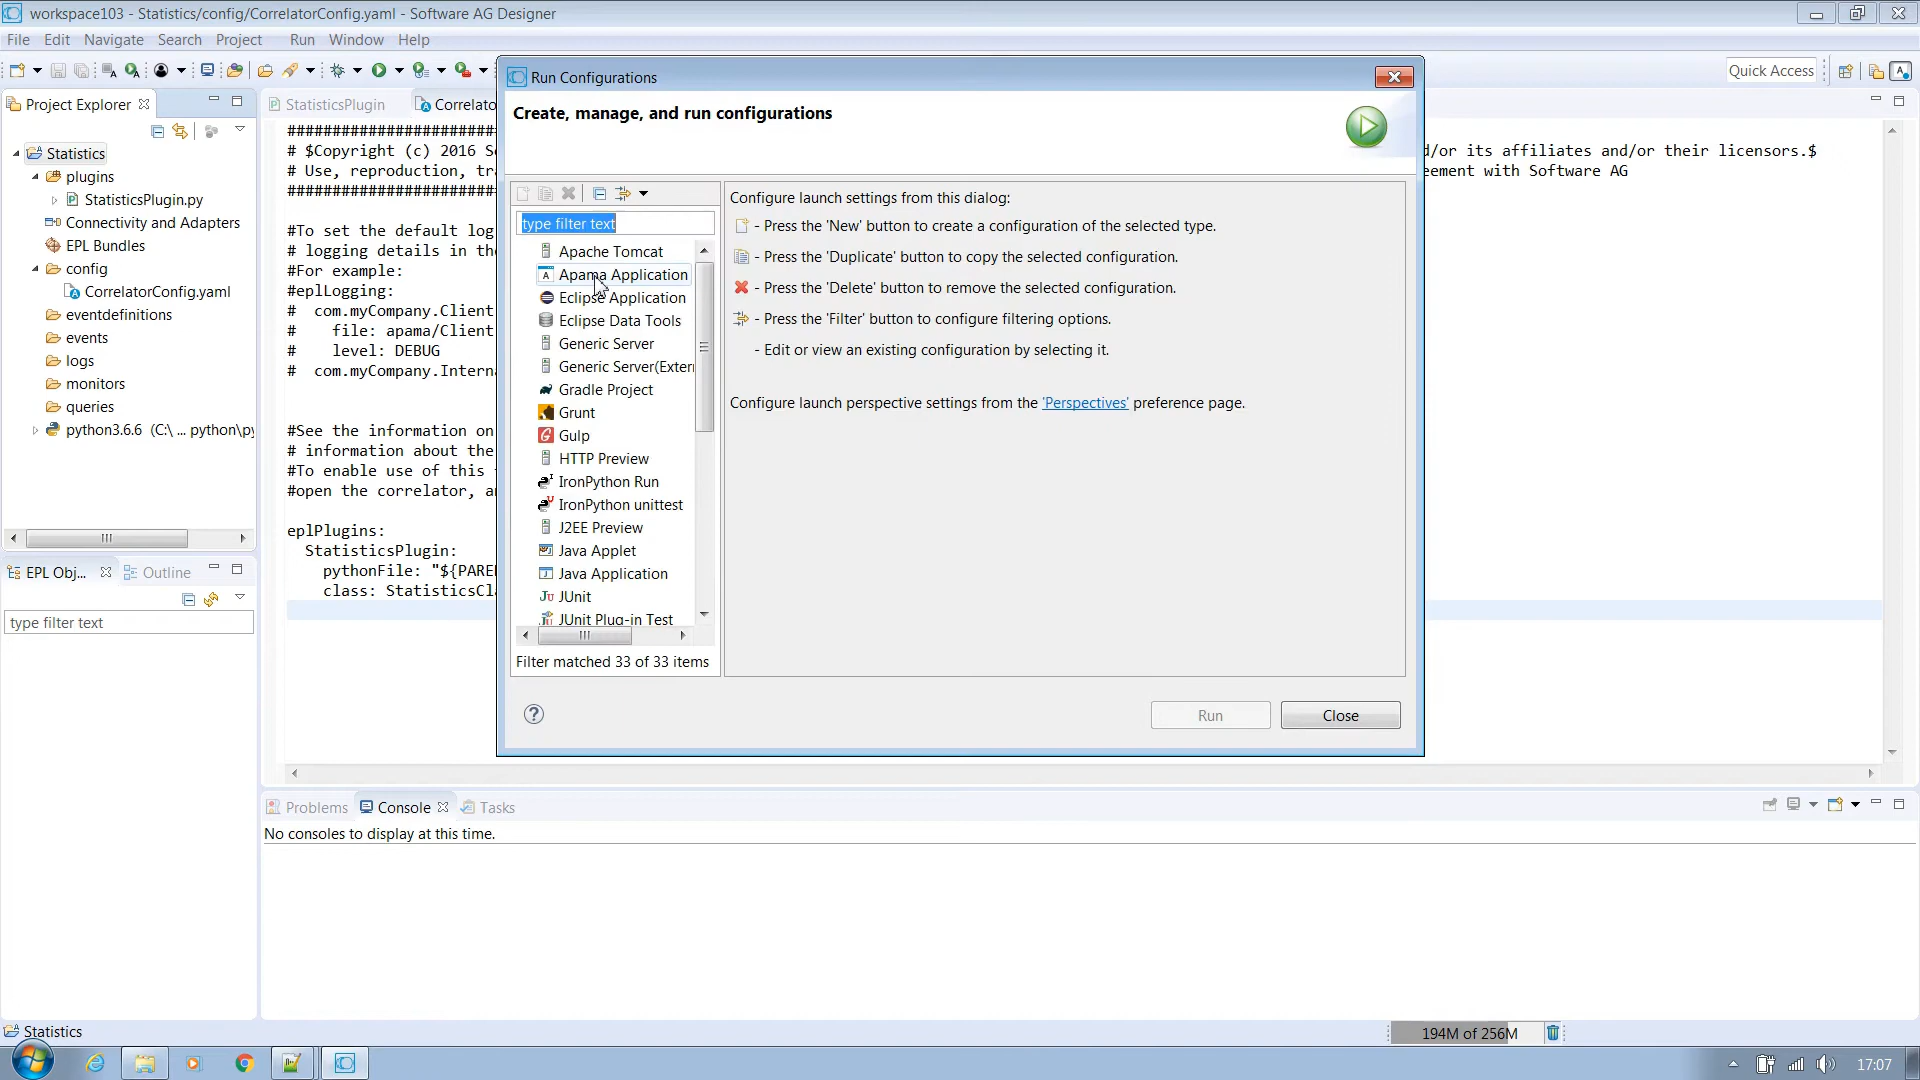 workspace103 - Statistics/config/CorrelatorConfig.yaml - Software AG Designer
File Edit Navigate Search Project Run Window Help
Quick Access
Project Explorer
Statistics
plugins
StatisticsPlugin.py
Connectivity and Adapters
EPL Bundles
config
CorrelatorConfig.yaml
eventdefinitions
events
logs
monitors
queries
python3.6.6 (C:\ ... python\py
EPL Obj...
Outline
type filter text
StatisticsPlugin
Correlato
##############################
# $Copyright (c) 2016 S
d/or its affiliates and/or their licensors.$
# Use, reproduction, tra
eement with Software AG
##############################
#To set the default log
# logging details in the
#For example:
#eplLogging:
# com.myCompany.Client
# file: apama/Client
# level: DEBUG
# com.myCompany.Interna
#See the information on
# information about the
#To enable use of this
#open the correlator, an
eplPlugins:
StatisticsPlugin:
pythonFile: "${PAREN
class: StatisticsCla
Run Configurations
Create, manage, and run configurations
type filter text
Apache Tomcat
Apama Application
Eclipse Application
Eclipse Data Tools
Generic Server
Generic Server(Extern
Gradle Project
Grunt
Gulp
HTTP Preview
IronPython Run
IronPython unittest
J2EE Preview
Java Applet
Java Application
JUnit
JUnit Plug-in Test
Filter matched 33 of 33 items
Configure launch settings from this dialog:
- Press the 'New' button to create a configuration of the selected type.
- Press the 'Duplicate' button to copy the selected configuration.
- Press the 'Delete' button to remove the selected configuration.
- Press the 'Filter' button to configure filtering options.
- Edit or view an existing configuration by selecting it.
Configure launch perspective settings from the 'Perspectives' preference page.
Run
Close
Problems
Console
Tasks
No consoles to display at this time.
Statistics
194M of 256M
17:07